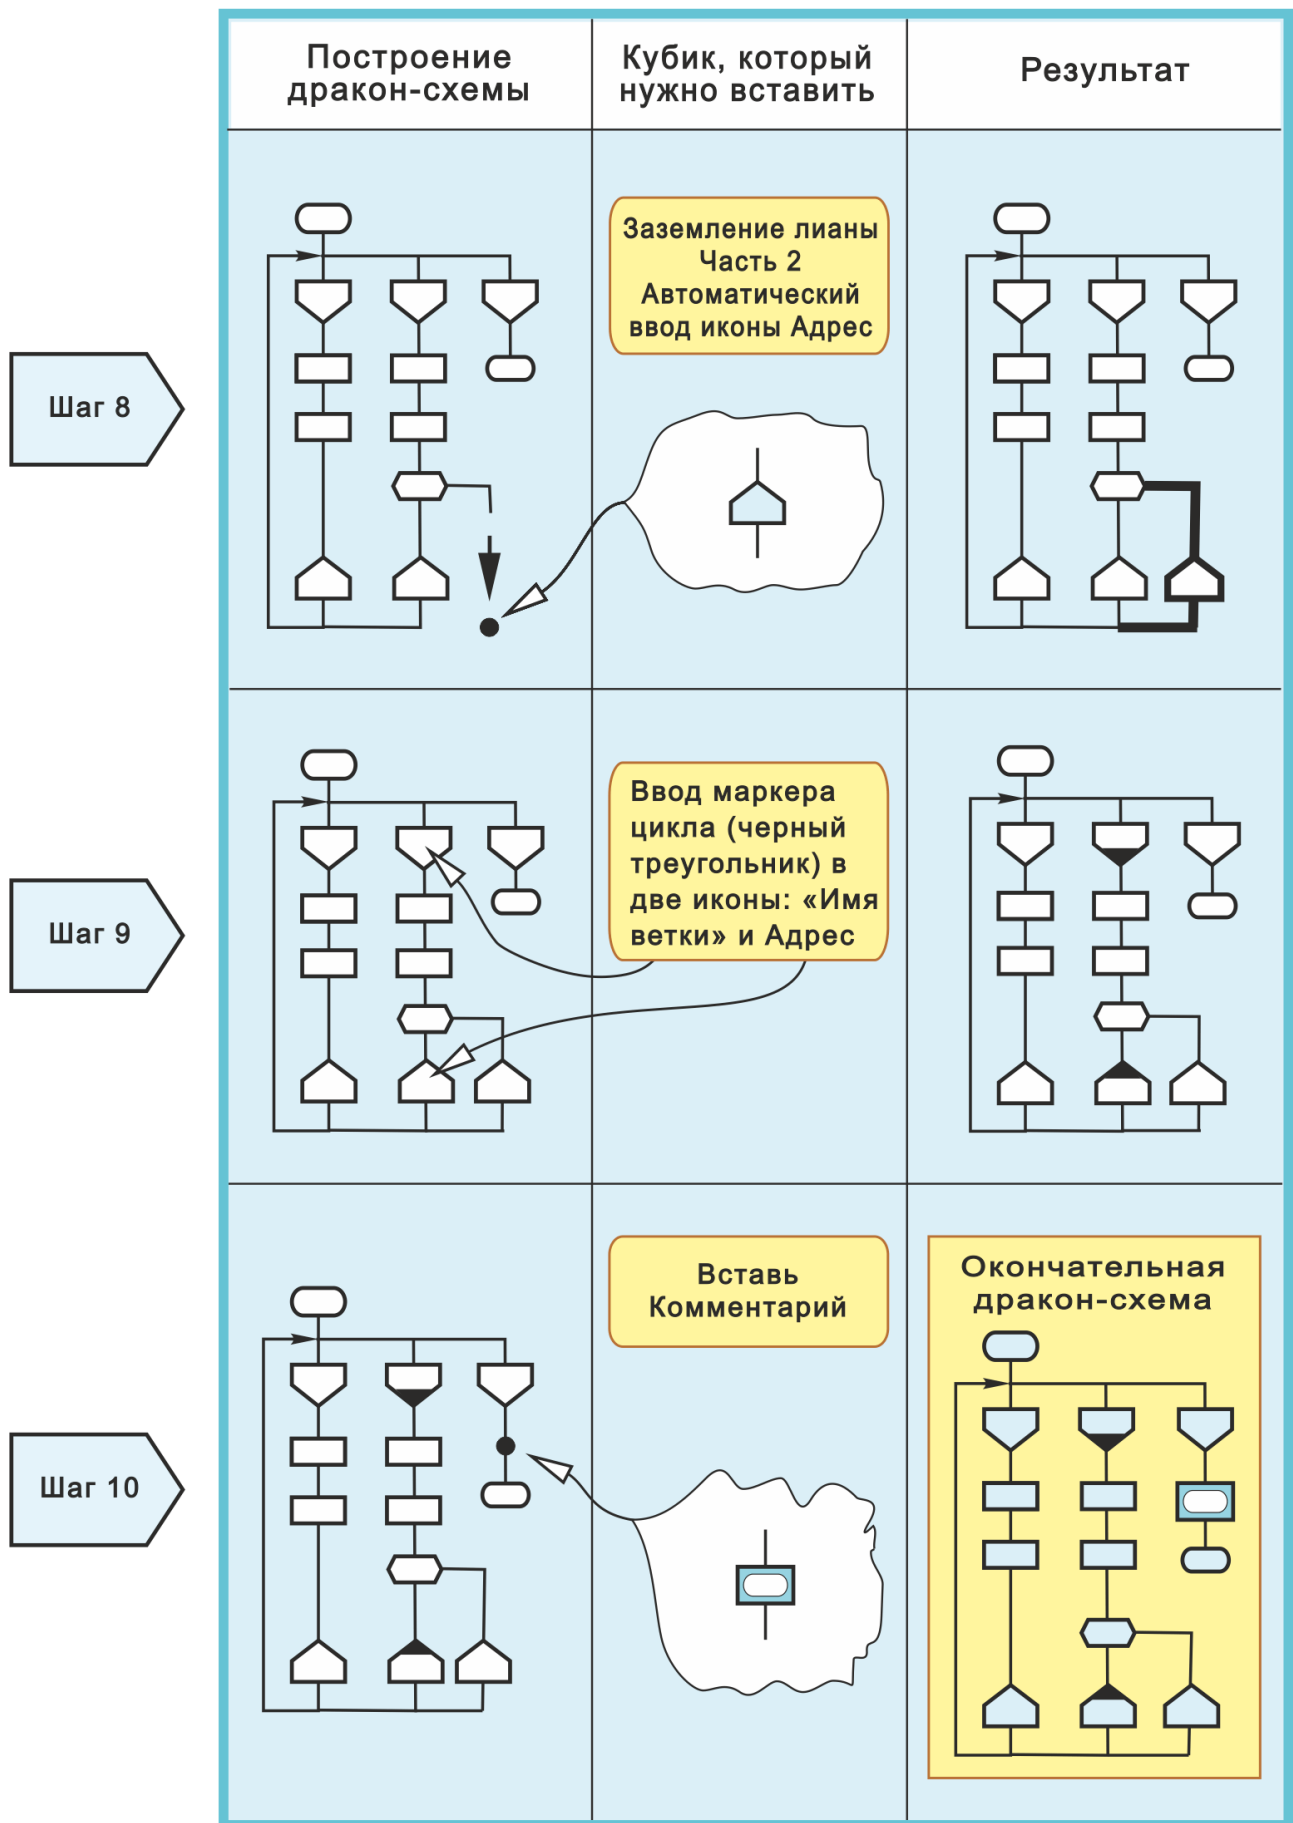 Построение
дракон-схемы
Кубик, который
нужно вставить
Результат
Шаг 8
Заземление лианы
Часть 2
Автоматический
ввод иконы Адрес
Шаг 9
Ввод маркера
цикла (черный
треугольник) в
две иконы: «Имя
ветки» и Адрес
Шаг 10
Вставь
Комментарий
Окончательная
дракон-схема